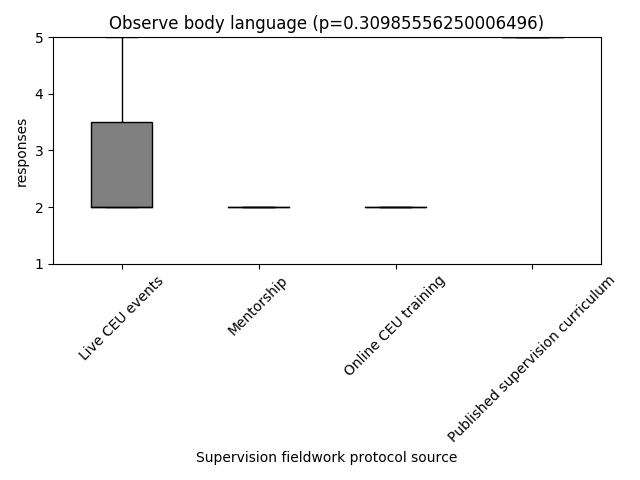 Observe body language (p=0.30985556250006496)
responses
5
4
3
2
1
Live CEU events
Mentorship
Online CEU training
Published supervision curriculum
Supervision fieldwork protocol source